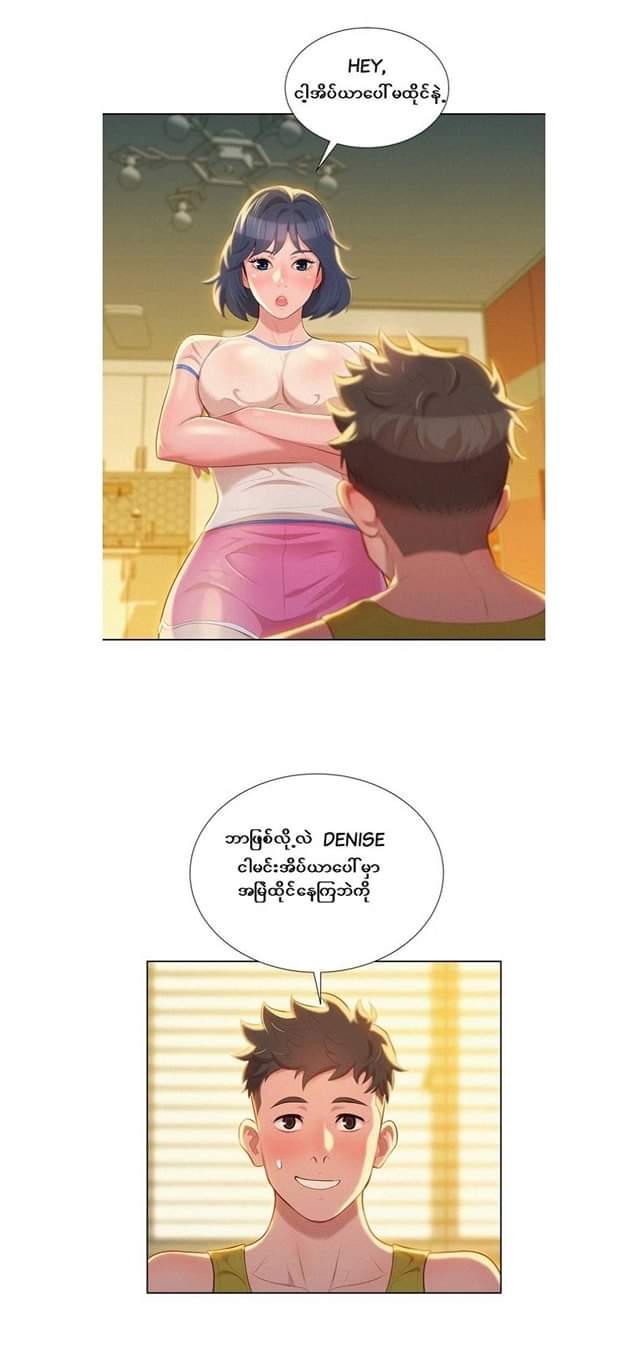 HEY,
ငါ့အိပ်ယာပေါ်မထိုင်နဲ့
ဘာဖြစ်လို့လဲ DENISE
ငါမင်းအိပ်ယာပေါ်မှာ
အမြဲထိုင်နေကြဘဲကို